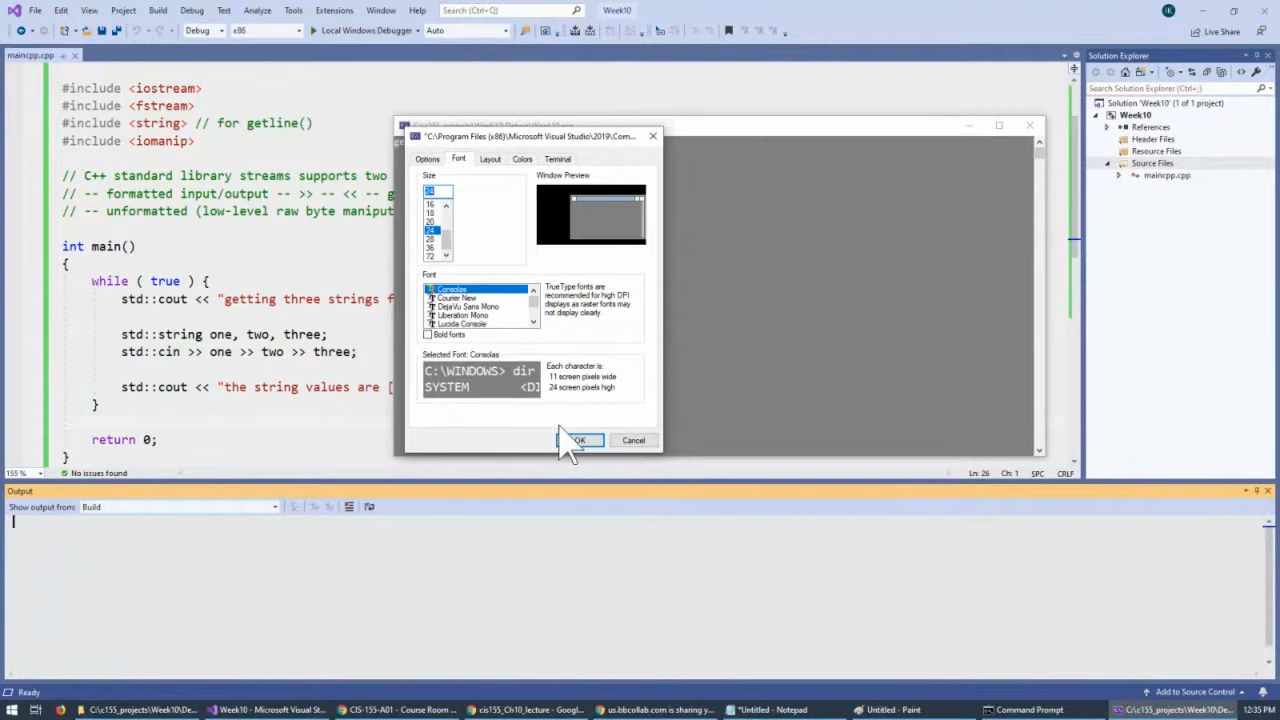 File Edit View Project Build Debug Test Analyze Tools Extensions Window Help Search (Ctrl+Q) Week10 IK
Debug x86 Local Windows Debugger Auto Live Share
maincpp.cpp
#include <iostream>
#include <fstream>
#include <string> // for getline()
#include <iomanip>
// C++ standard library streams supports two
// -- formatted input/output -- >> -- << -- g
// -- unformatted (low-level raw byte maniput
int main()
{
while ( true ) {
std::cout << "getting three strings f
std::string one, two, three;
std::cin >> one >> two >> three;
std::cout << "the string values are [
}
return 0;
}
155 % No issues found Ln: 26 Ch: 1 SPC CRLF
"C:\Program Files (x86)\Microsoft Visual Studio\2019\Com...
Options Font Layout Colors Terminal
Size
24
16
18
20
24
28
36
72
Window Preview
Font
Consolas
Courier New
DejaVu Sans Mono
Liberation Mono
Lucida Console
Bold fonts
TrueType fonts are
recommended for high DPI
displays as raster fonts may
not display clearly.
Selected Font: Consolas
C:\WINDOWS> dir
SYSTEM <DI
Each character is:
11 screen pixels wide
24 screen pixels high
OK Cancel
Solution Explorer
Search Solution Explorer (Ctrl+;)
Solution 'Week10' (1 of 1 project)
Week10
References
Header Files
Resource Files
Source Files
maincpp.cpp
Output
Show output from: Build
Ready Add to Source Control
C:\c155_projects\Week10\De... Week10 - Microsoft Visual St... CIS-155-A01 - Course Room ... cis155_Ch10_lecture - Googl... us.bbcollab.com is sharing y... *Untitled - Notepad Untitled - Paint Command Prompt C:\c155_projects\Week10\De... 12:35 PM